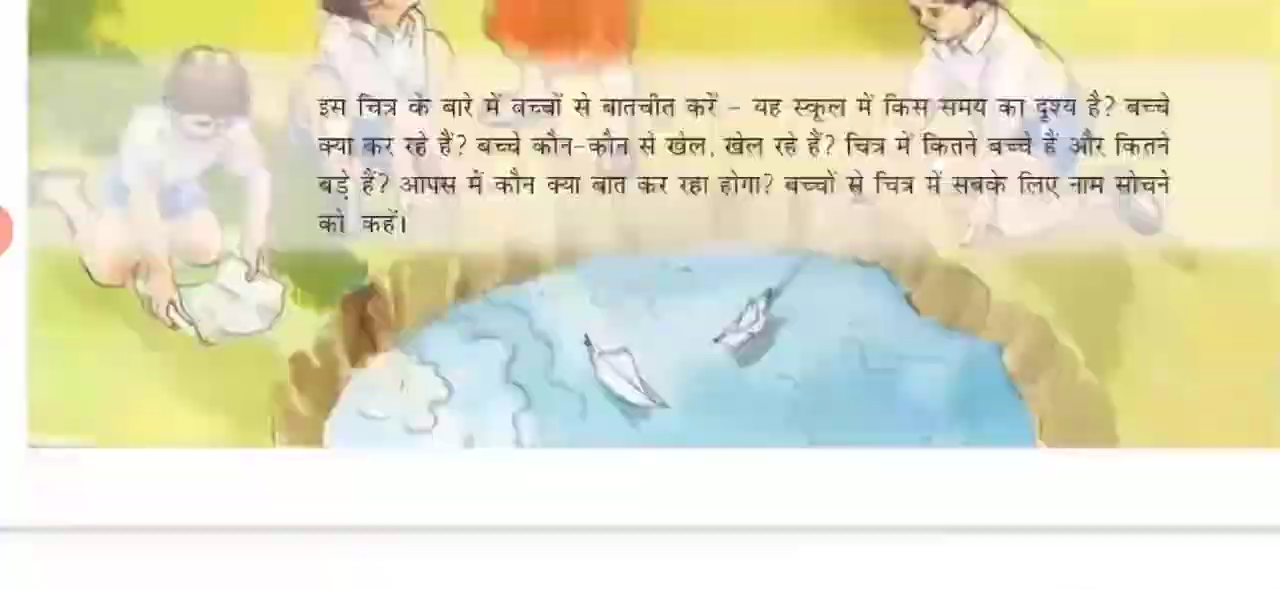 इस चित्र के बारे में बच्चों से बातचीत करें – यह स्कूल में किस समय का दृश्य है? बच्चे
क्या कर रहे हैं? बच्चे कौन-कौन से खेल, खेल रहे हैं? चित्र में कितने बच्चे हैं और कितने
बड़े हैं? आपस में कौन क्या बात कर रहा होगा? बच्चों से चित्र में सबके लिए नाम सोचने
को कहें।